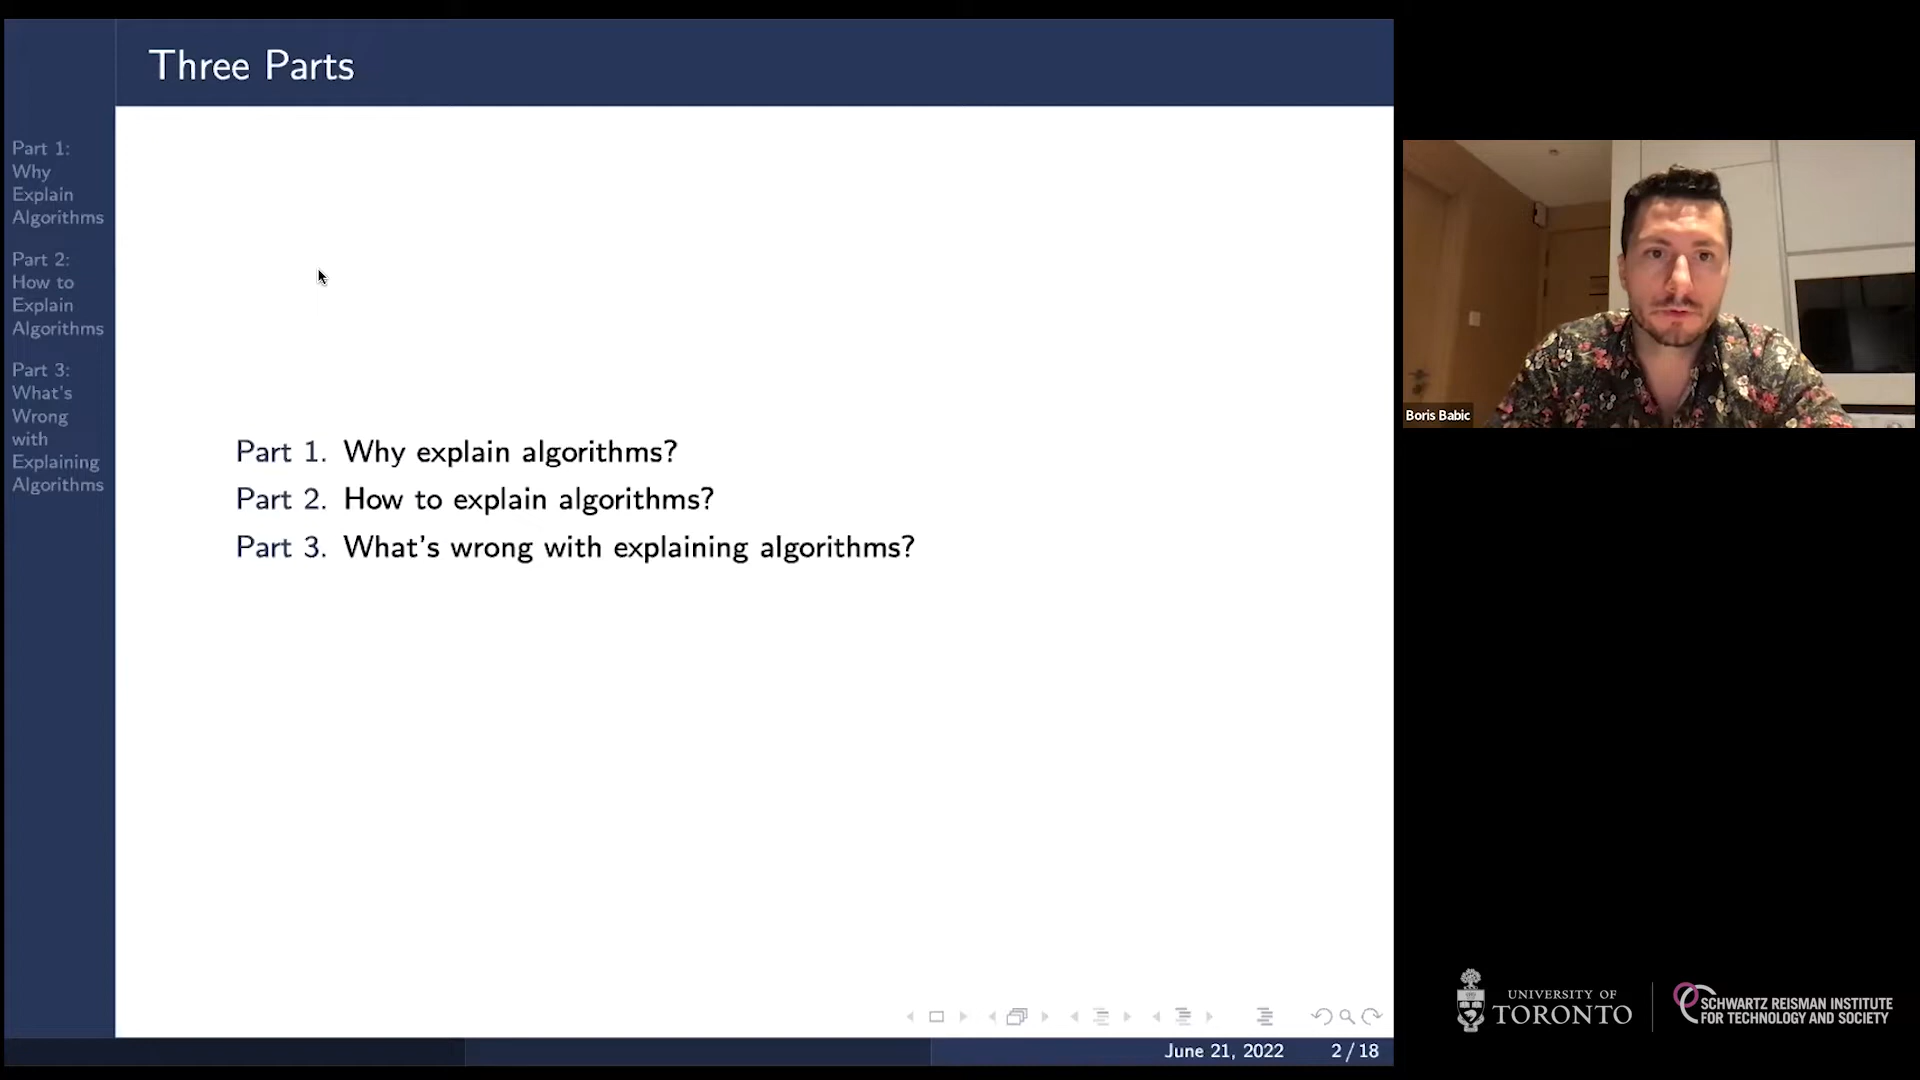 Three Parts
Part 1:
Why
Explain
Algorithms
Part 2:
How to
Explain
Algorithms
Part 3:
What's
Wrong
with
Explaining
Algorithms
Part 1. Why explain algorithms?
Part 2. How to explain algorithms?
Part 3. What's wrong with explaining algorithms?
June 21, 2022 2 / 18
Boris Babic
UNIVERSITY OF
TORONTO
SCHWARTZ REISMAN INSTITUTE
FOR TECHNOLOGY AND SOCIETY